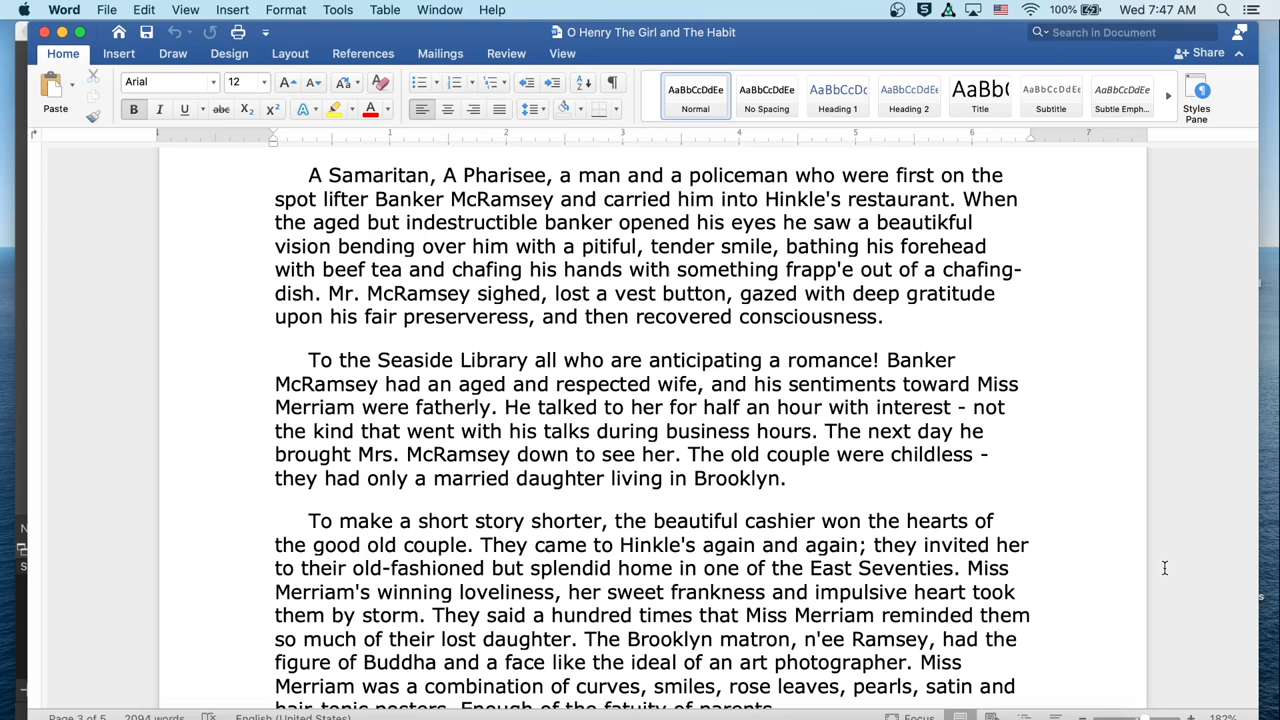 Word File Edit View Insert Format Tools Table Window Help 100% Wed 7:47 AM
O Henry The Girl and The Habit Search in Document
Home Insert Draw Design Layout References Mailings Review View Share
Paste Arial 12 AaBbCcDdEe AaBbCcDdEe AaBbCcDc AaBbCcDdEe AaBbC AaBbCcDdEe AaBbCcDdEe
B I U abc X₂ X² A A Normal No Spacing Heading 1 Heading 2 Title Subtitle Subtle Emph... Styles Pane
1 1 2 3 4 5 6 7
A Samaritan, A Pharisee, a man and a policeman who were first on the
spot lifter Banker McRamsey and carried him into Hinkle's restaurant. When
the aged but indestructible banker opened his eyes he saw a beautikful
vision bending over him with a pitiful, tender smile, bathing his forehead
with beef tea and chafing his hands with something frapp'e out of a chafing-
dish. Mr. McRamsey sighed, lost a vest button, gazed with deep gratitude
upon his fair preserveress, and then recovered consciousness.
To the Seaside Library all who are anticipating a romance! Banker
McRamsey had an aged and respected wife, and his sentiments toward Miss
Merriam were fatherly. He talked to her for half an hour with interest - not
the kind that went with his talks during business hours. The next day he
brought Mrs. McRamsey down to see her. The old couple were childless -
they had only a married daughter living in Brooklyn.
To make a short story shorter, the beautiful cashier won the hearts of
the good old couple. They came to Hinkle's again and again; they invited her
to their old-fashioned but splendid home in one of the East Seventies. Miss
Merriam's winning loveliness, her sweet frankness and impulsive heart took
them by storm. They said a hundred times that Miss Merriam reminded them
so much of their lost daughter. The Brooklyn matron, n'ee Ramsey, had the
figure of Buddha and a face like the ideal of an art photographer. Miss
Merriam was a combination of curves, smiles, rose leaves, pearls, satin and
hair-tonic posters. Enough of the fatuity of parents.
Page 3 of 5 2094 words English (United States) Focus 182%